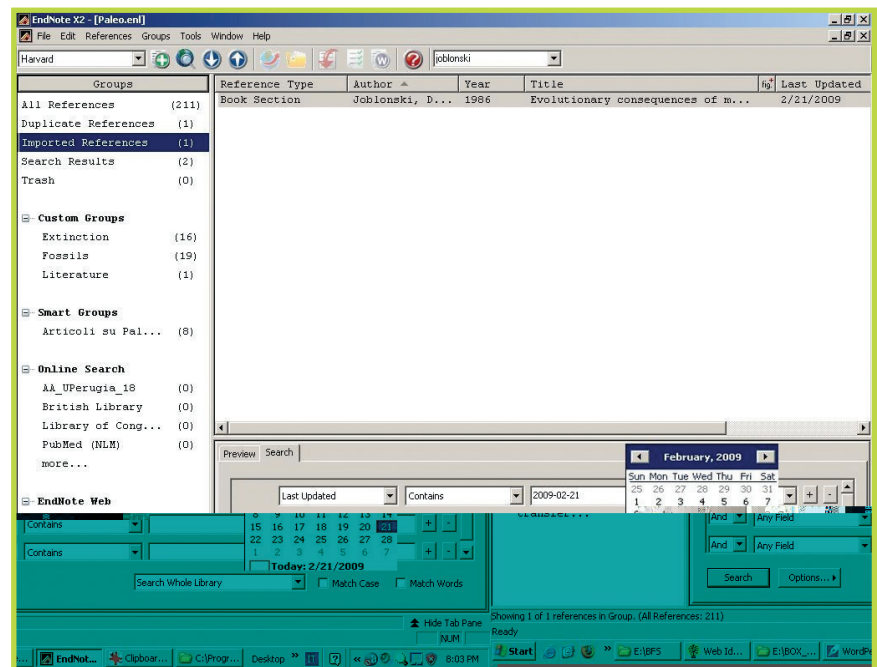 EndNote X2 - [Paleo.enl]
File Edit References Groups Tools Window Help
Harvard joblonski
Groups Reference Type Author Year Title fig. Last Updated
All References (211) Book Section Joblonski, D... 1986 Evolutionary consequences of m... 2/21/2009
Duplicate References (1)
Imported References (1)
Search Results (2)
Trash (0)
Custom Groups
Extinction (16)
Fossils (19)
Literature (1)
Smart Groups
Articoli su Pal... (8)
Online Search
AA_UPerugia_18 (0)
British Library (0)
Library of Cong... (0)
PubMed (NLM) (0)
more...
EndNote Web
Preview Search
February, 2009
Sun Mon Tue Wed Thu Fri Sat
25 26 27 28 29 30 31
1 2 3 4 5 6 7
Last Updated Contains 2009-02-21 + -
Contains
15 16 17 18 19 20 21 + -
22 23 24 25 26 27 28
1 2 3 4 5 6 7 + -
Contains
Today: 2/21/2009
Search Whole Library Match Case Match Words
Hide Tab Pane
NUM
EndNot... Clipboar... C:\Progr... Desktop » IT ? « 8:03 PM
transfer...
And Any Field
And Any Field
Search Options...
Showing 1 of 1 references in Group. (All References: 211)
Ready
Start » E:\BFS Web Id... E:\BOX_... WordP